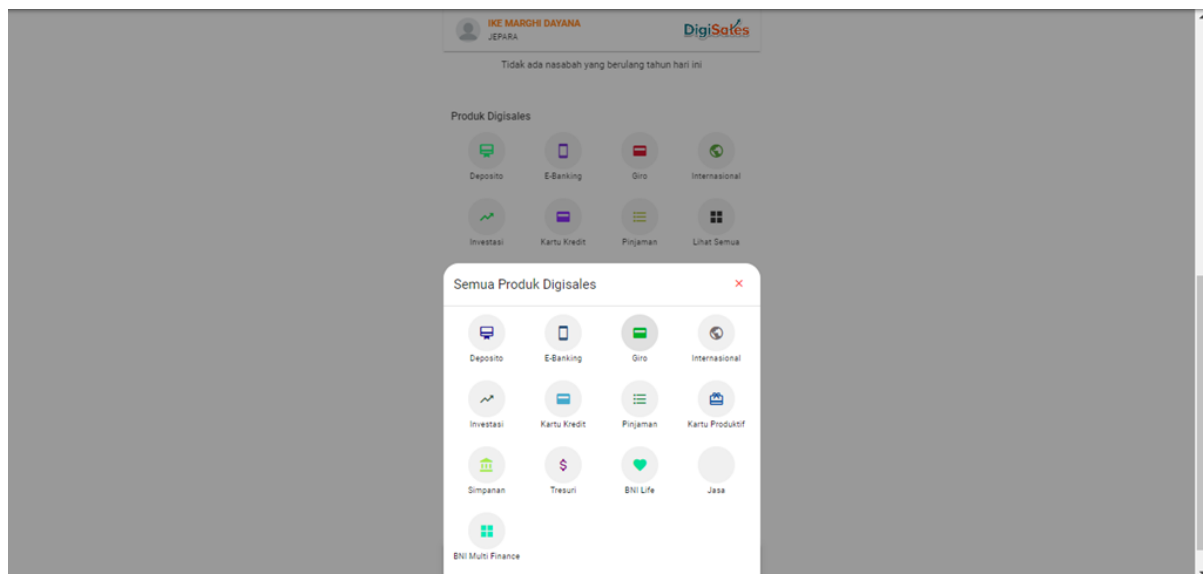 IKE MARGHI DAYANA
JEPARA
DigiSales
Tidak ada nasabah yang berulang tahun hari ini
Produk Digisales
Deposito E-Banking Giro Internasional
Investasi Kartu Kredit Pinjaman Lihat Semua
Semua Produk Digisales
Deposito E-Banking Giro Internasional
Investasi Kartu Kredit Pinjaman Kartu Produktif
Simpanan Tresuri BNI Life Jasa
BNI Multi Finance